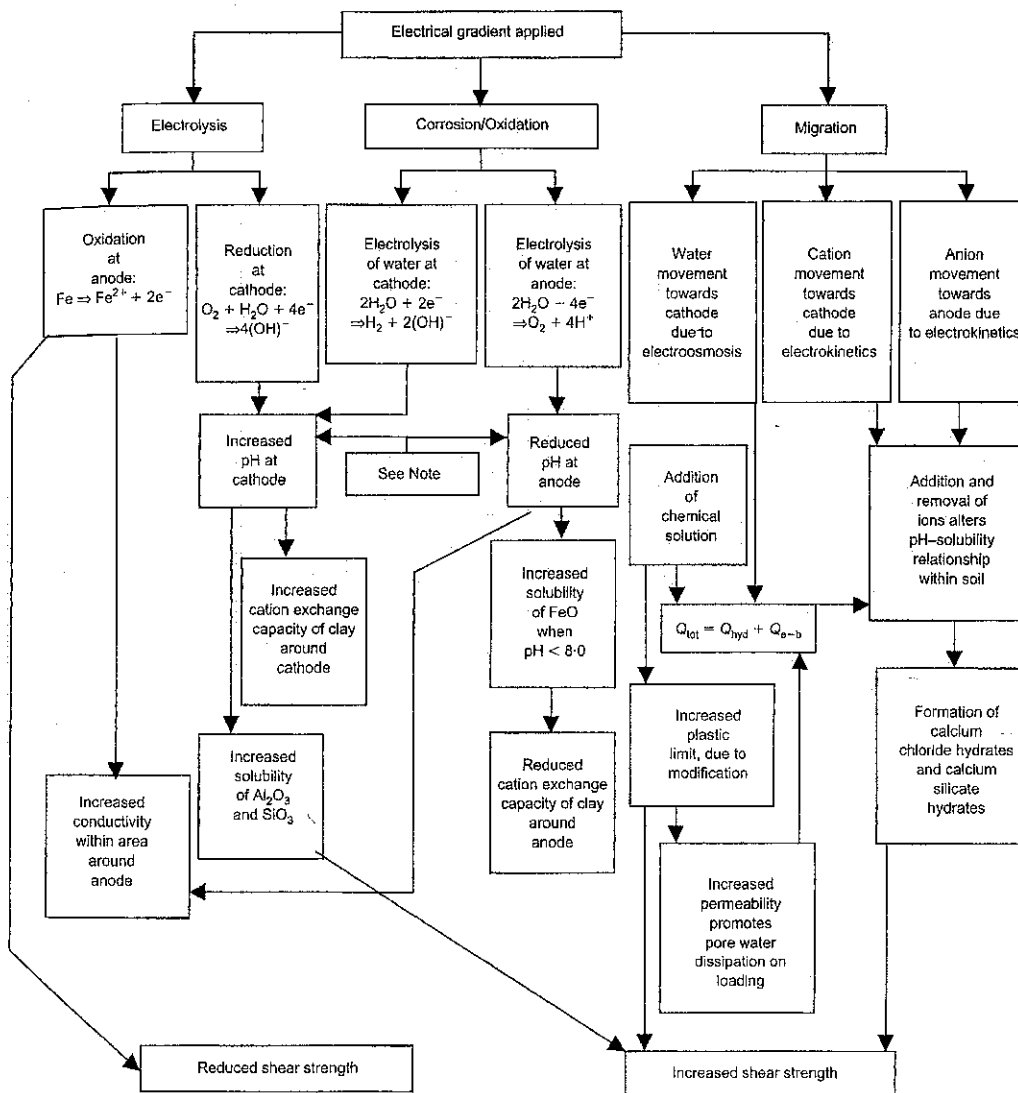 Electrical gradient applied
Electrolysis
Corrosion/Oxidation
Migration
Oxidation
at
anode:
Fe ⇒ Fe²⁺ + 2e⁻
Reduction
at
cathode:
O₂ + H₂O + 4e⁻
⇒4(OH)⁻
Electrolysis
of water at
cathode:
2H₂O + 2e⁻
⇒H₂ + 2(OH)⁻
Electrolysis
of water at
anode:
2H₂O − 4e⁻
⇒O₂ + 4H⁺
Water
movement
towards
cathode
due to
electroosmosis
Cation
movement
towards
cathode
due to
electrokinetics
Anion
movement
towards
anode due
to electrokinetics
Increased
pH at
cathode
See Note
Reduced
pH at
anode
Addition
of
chemical
solution
Addition and
removal of
ions alters
pH–solubility
relationship
within soil
Increased
cation exchange
capacity of clay
around
cathode
Increased
solubility
of FeO
when
pH < 8·0
Qtot = Qhyd + Qe–b
Increased
conductivity
within area
around
anode
Increased
solubility
of Al₂O₃
and SiO₃
Reduced
cation exchange
capacity of clay
around
anode
Increased
plastic
limit, due to
modification
Formation of
calcium
chloride hydrates
and calcium
silicate
hydrates
Increased
permeability
promotes
pore water
dissipation on
loading
Reduced shear strength
Increased shear strength